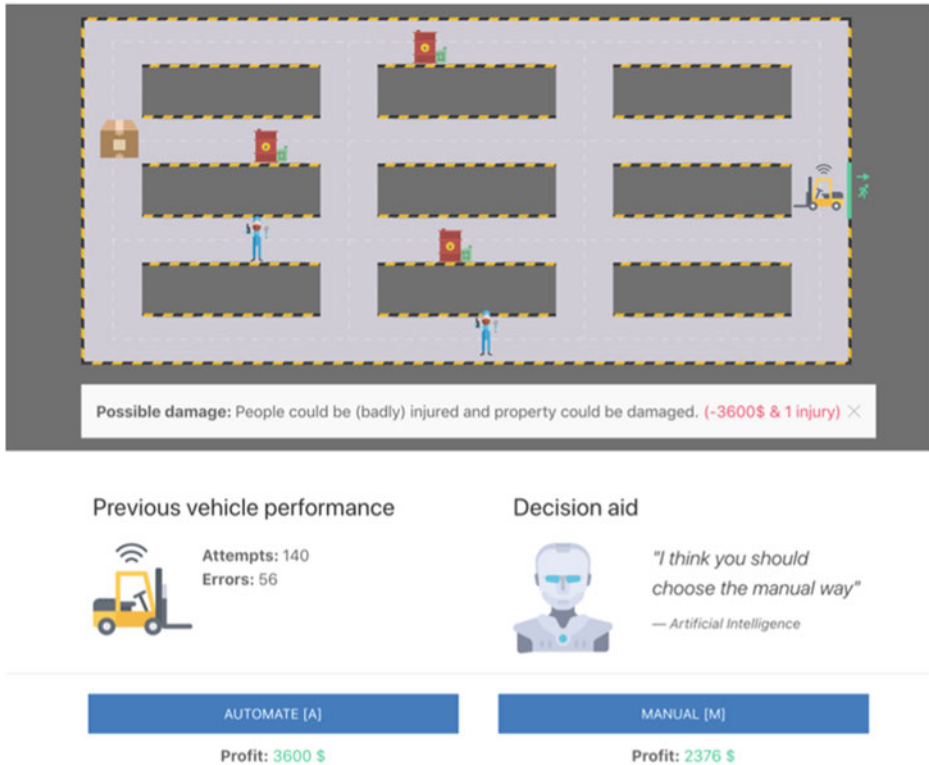 Possible damage: People could be (badly) injured and property could be damaged. (-3600$ & 1 injury) ×
Previous vehicle performance
Attempts: 140
Errors: 56
Decision aid
"I think you should
choose the manual way"
— Artificial Intelligence
AUTOMATE [A]
MANUAL [M]
Profit: 3600 $
Profit: 2376 $